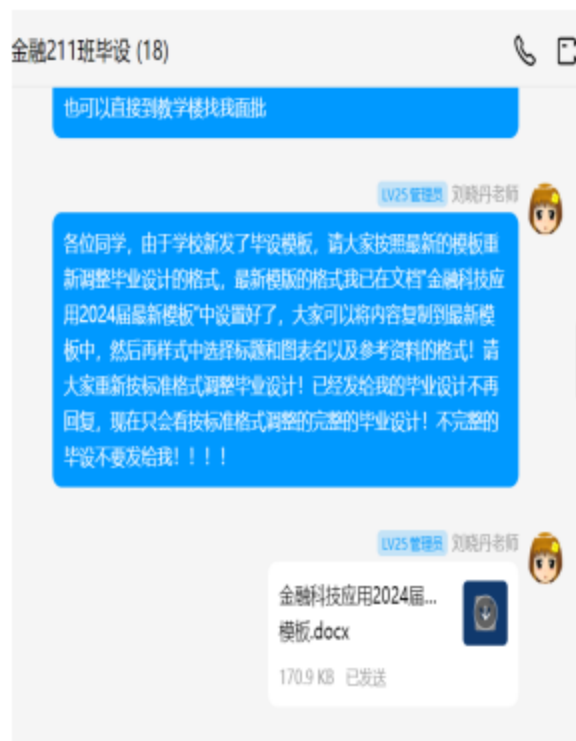 金融211班毕设 (18)
也可以直接到教学楼找我面批
LV25 管理员 刘晓丹老师
各位同学，由于学校新发了毕设模板，请大家按照最新的模板重
新调整毕业设计的格式，最新模版的格式我已在文档"金融科技应
用2024届最新模板"中设置好了，大家可以将内容复制到最新模
板中，然后再样式中选择标题和图表名以及参考资料的格式！请
大家重新按标准格式调整毕业设计！已经发给我的毕业设计不再
回复，现在只会看按标准格式调整的完整的毕业设计！不完整的
毕设不要发给我！！！！
LV25 管理员 刘晓丹老师
金融科技应用2024届...
模板.docx
170.9 KB 已发送